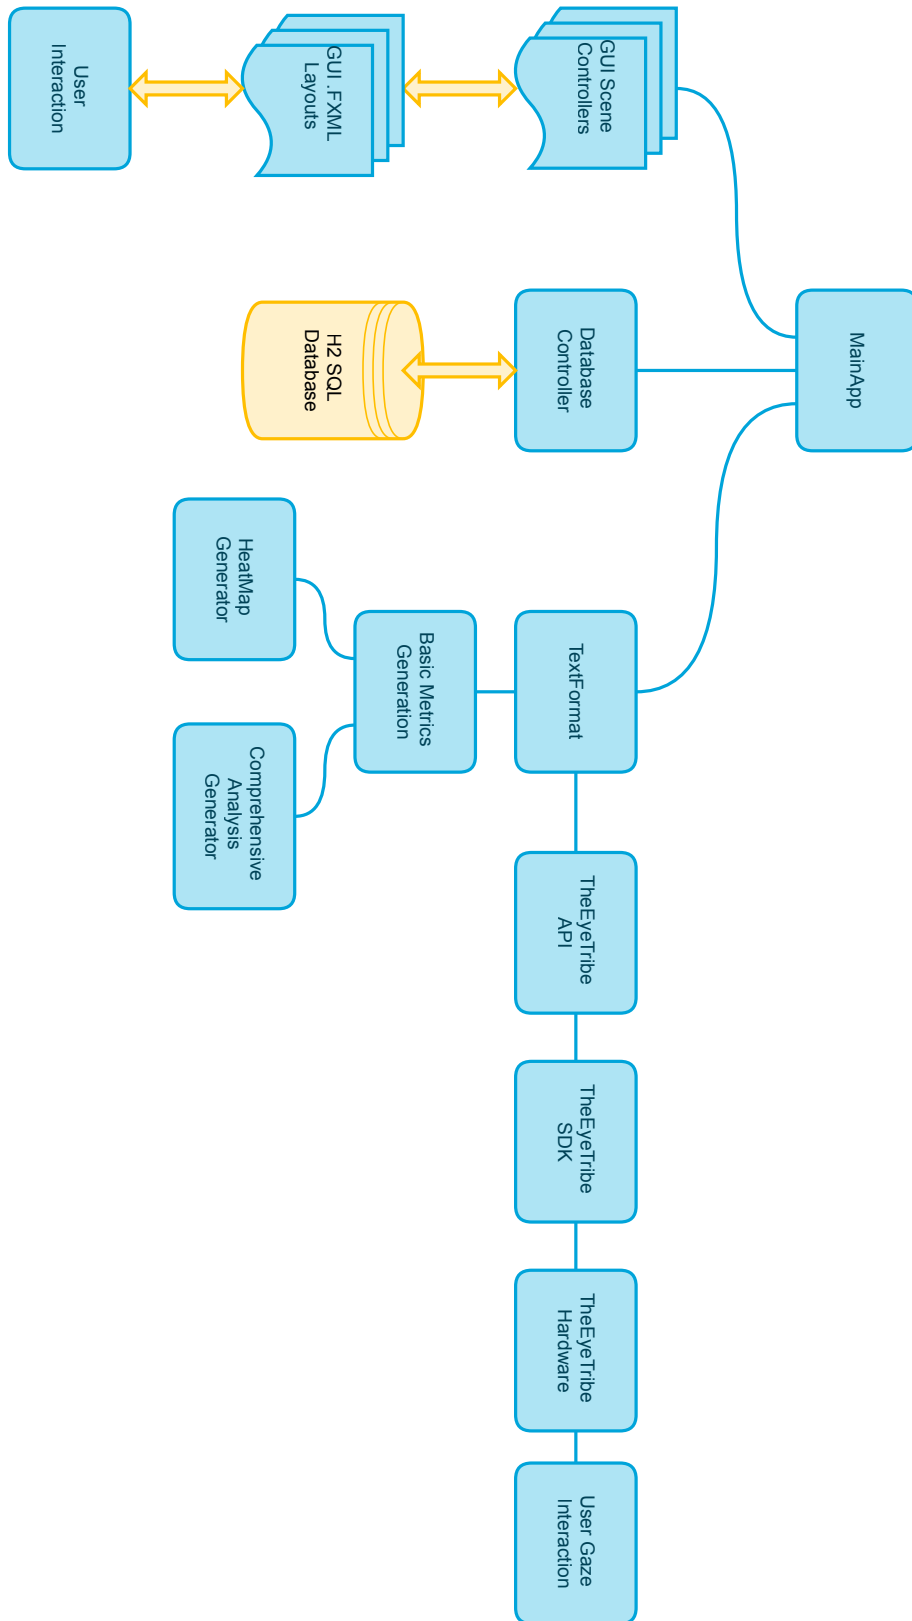 MainApp
GUI Scene
Controllers
Database
Controller
TextFormat
TheEyeTribe
API
TheEyeTribe
SDK
TheEyeTribe
Hardware
User Gaze
Interaction
GUI .FXML
Layouts
H2 SQL
Database
Basic Metrics
Generation
User
Interaction
HeatMap
Generator
Comprehensive
Analysis
Generator